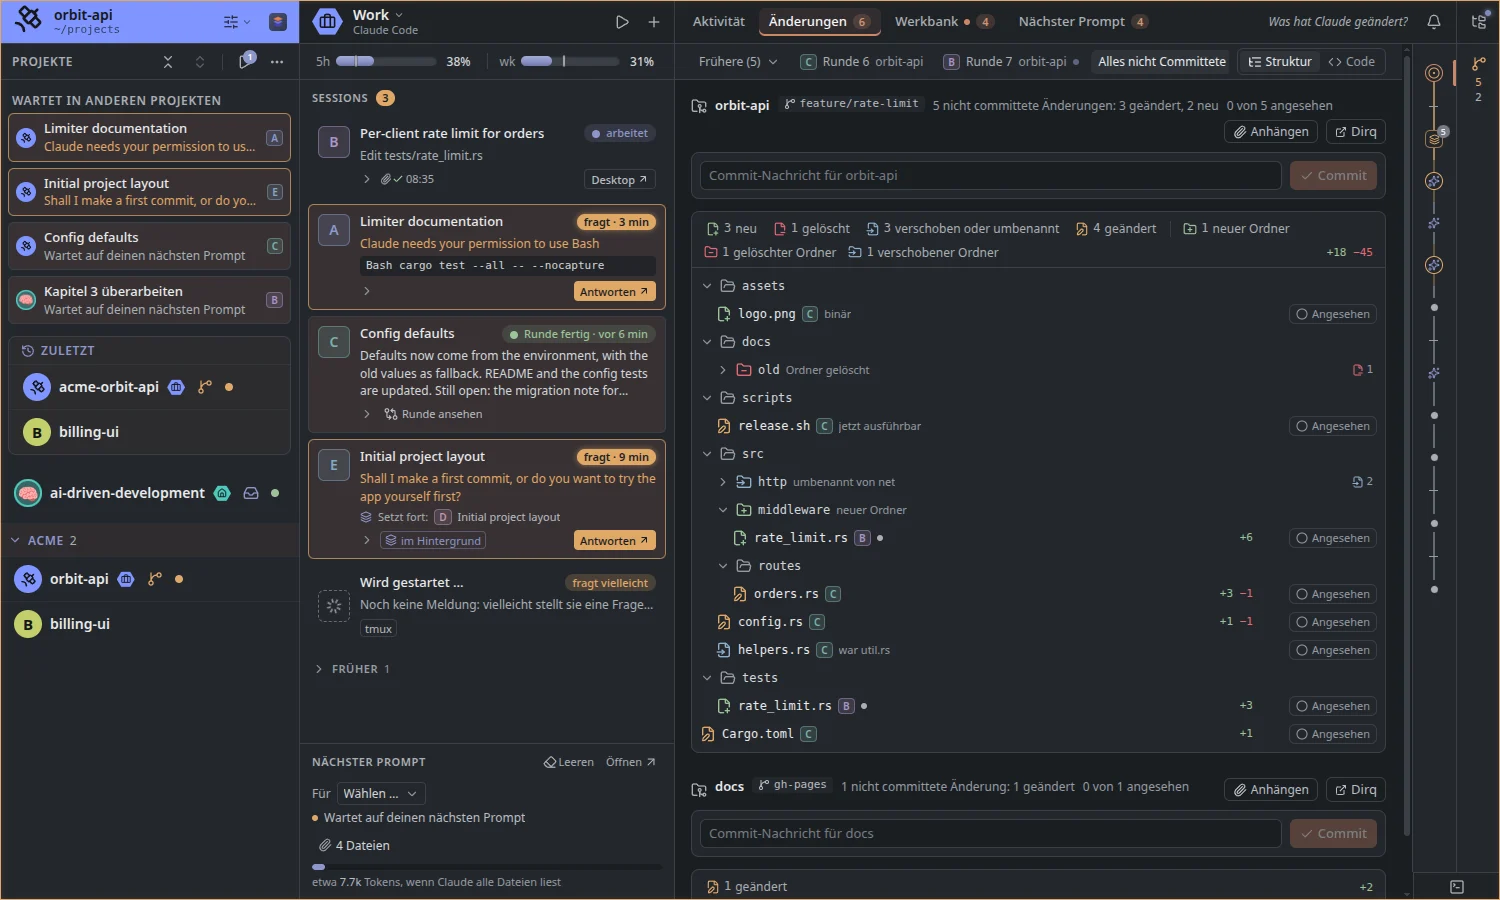 orbit-api
~/projects
PROJEKTE
1
WARTET IN ANDEREN PROJEKTEN
Limiter documentation
Claude needs your permission to us...
A
Initial project layout
Shall I make a first commit, or do yo...
E
Config defaults
Wartet auf deinen nächsten Prompt
C
Kapitel 3 überarbeiten
Wartet auf deinen nächsten Prompt
B
ZULETZT
acme-orbit-api
B billing-ui
ai-driven-development
ACME 2
orbit-api
B billing-ui
Work
Claude Code
5h 38% wk 31%
SESSIONS 3
B Per-client rate limit for orders arbeitet
Edit tests/rate_limit.rs
08:35 Desktop
A Limiter documentation fragt · 3 min
Claude needs your permission to use Bash
Bash cargo test --all -- --nocapture
Antworten
C Config defaults Runde fertig · vor 6 min
Defaults now come from the environment, with the
old values as fallback. README and the config tests
are updated. Still open: the migration note for...
Runde ansehen
E Initial project layout fragt · 9 min
Shall I make a first commit, or do you want to try the
app yourself first?
Setzt fort: D Initial project layout
im Hintergrund Antworten
Wird gestartet ... fragt vielleicht
Noch keine Meldung: vielleicht stellt sie eine Frage...
tmux
FRÜHER 1
NÄCHSTER PROMPT Leeren Öffnen
Für Wählen ...
Wartet auf deinen nächsten Prompt
4 Dateien
etwa 7.7k Tokens, wenn Claude alle Dateien liest
Aktivität Änderungen 6 Werkbank 4 Nächster Prompt 4 Was hat Claude geändert?
Frühere (5) C Runde 6 orbit-api B Runde 7 orbit-api Alles nicht Committete Struktur Code
orbit-api feature/rate-limit 5 nicht committete Änderungen: 3 geändert, 2 neu 0 von 5 angesehen
Anhängen Dirq
Commit-Nachricht für orbit-api Commit
3 neu 1 gelöscht 3 verschoben oder umbenannt 4 geändert 1 neuer Ordner
1 gelöschter Ordner 1 verschobener Ordner +18 −45
assets
logo.png C binär Angesehen
docs
old Ordner gelöscht 1
scripts
release.sh C jetzt ausführbar Angesehen
src
http umbenannt von net 2
middleware neuer Ordner
rate_limit.rs B +6 Angesehen
routes
orders.rs C +3 −1 Angesehen
config.rs C +1 −1 Angesehen
helpers.rs C war util.rs Angesehen
tests
rate_limit.rs B +3 Angesehen
Cargo.toml C +1 Angesehen
docs gh-pages 1 nicht committete Änderung: 1 geändert 0 von 1 angesehen
Anhängen Dirq
Commit-Nachricht für docs Commit
1 geändert +2
5
5
2